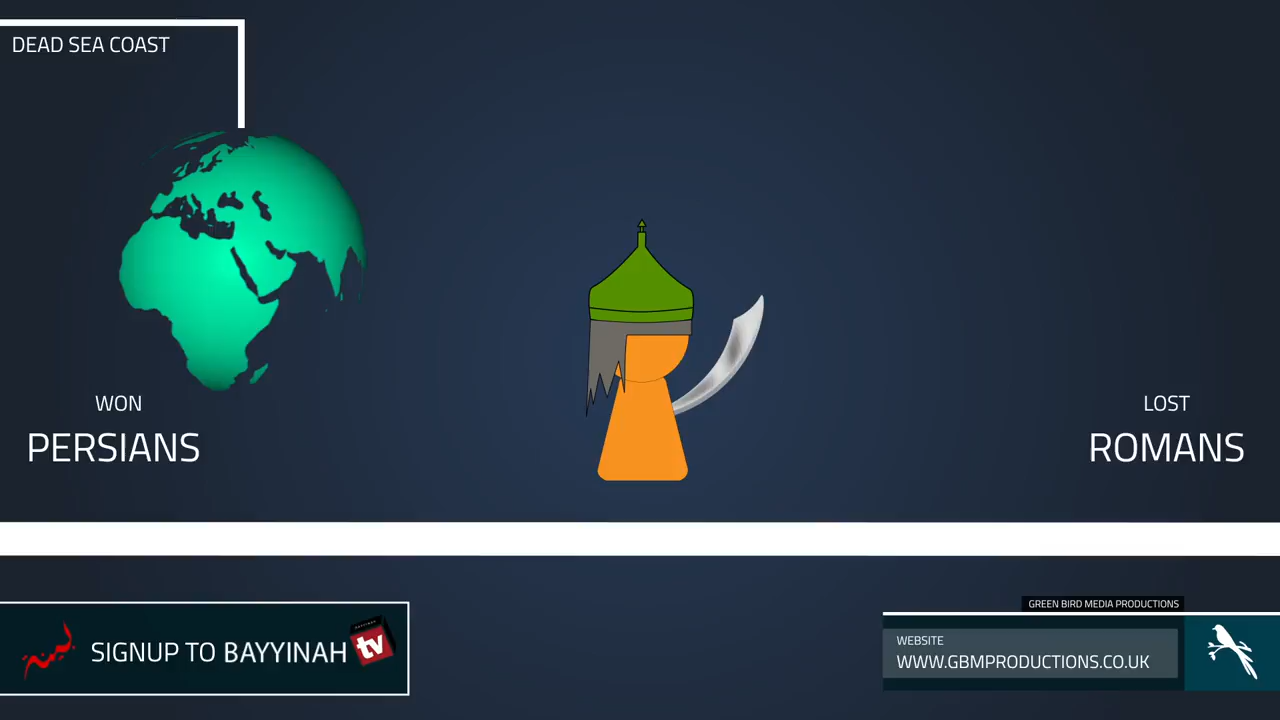 DEAD SEA COAST
WON
PERSIANS
LOST
ROMANS
SIGNUP TO BAYYINAH tv
GREEN BIRD MEDIA PRODUCTIONS
WEBSITE
WWW.GBMPRODUCTIONS.CO.UK